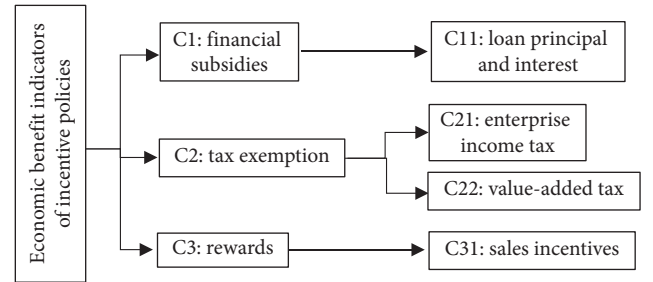 Economic benefit indicators
of incentive policies
C1: financial
subsidies
C11: loan principal
and interest
C2: tax exemption
C21: enterprise
income tax
C22: value-added tax
C3: rewards
C31: sales incentives